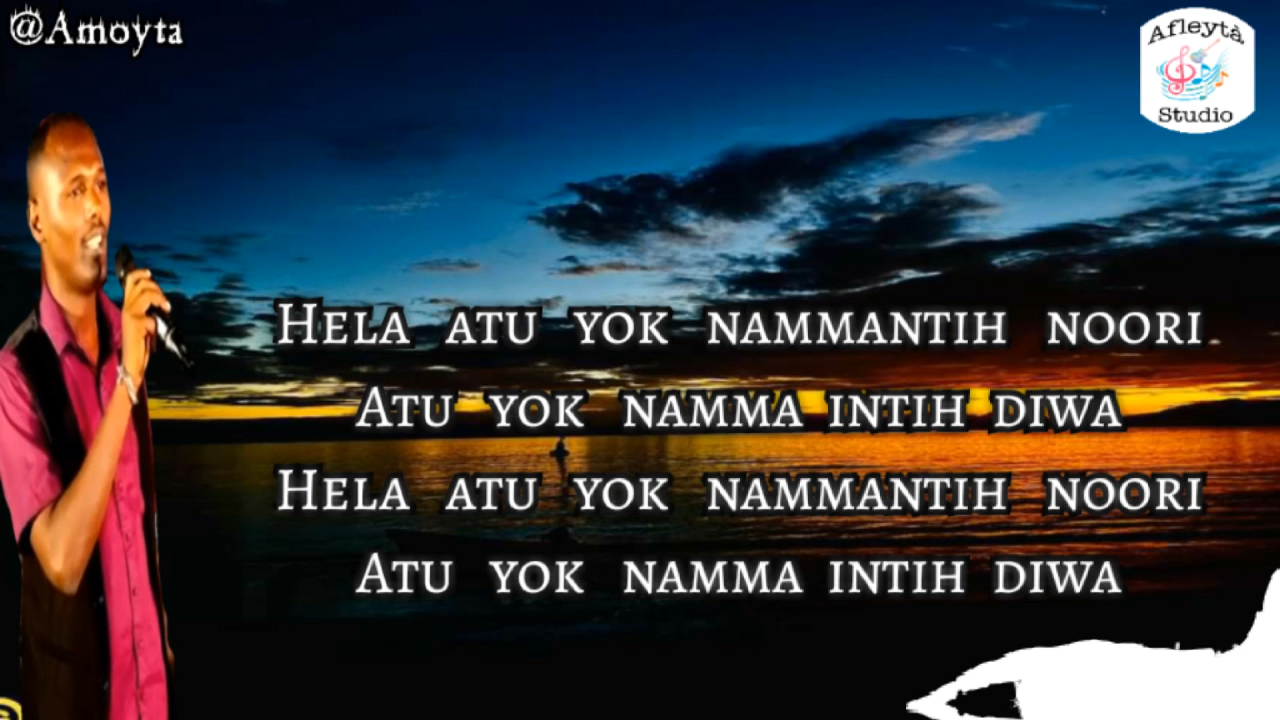 @Amoyta
Afleytà
Studio
Hela atu yok nammantih noori
Atu yok namma intih diwa
Hela atu yok nammantih noori
Atu yok namma intih diwa